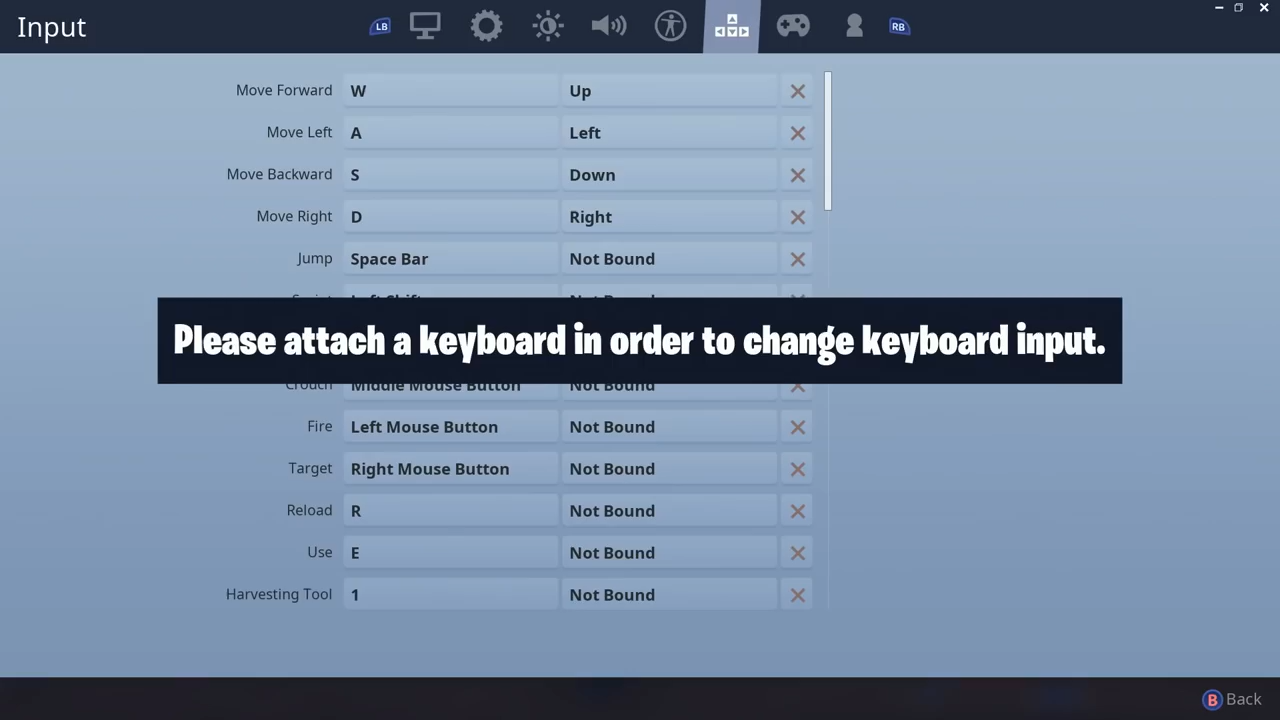 Input
LB
RB
Move Forward W Up
Move Left A Left
Move Backward S Down
Move Right D Right
Jump Space Bar Not Bound
Please attach a keyboard in order to change keyboard input.
Crouch Middle Mouse Button Not Bound
Fire Left Mouse Button Not Bound
Target Right Mouse Button Not Bound
Reload R Not Bound
Use E Not Bound
Harvesting Tool 1 Not Bound
B Back